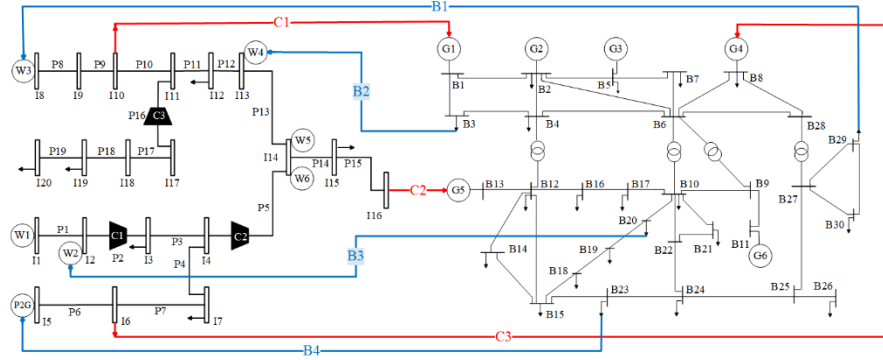 B1
C1
W3
P8
P9
P10
P11
P12
W4
I8
I9
I10
I11
I12
I13
P16
C3
P13
B2
P19
P18
P17
I20
I19
I18
I17
W5
I14
W6
P14
P15
I15
I16
C2
P5
W1
P1
W2
C1
P2
P3
C2
I1
I2
I3
I4
P4
B3
P2G
P6
P7
I5
I6
I7
B4
C3
G1
G2
G3
G4
B1
B2
B5
B7
B8
B3
B4
B6
B28
B29
G5
B13
B12
B16
B17
B10
B9
B27
B30
B20
B11
G6
B14
B19
B22
B21
B18
B15
B23
B24
B25
B26